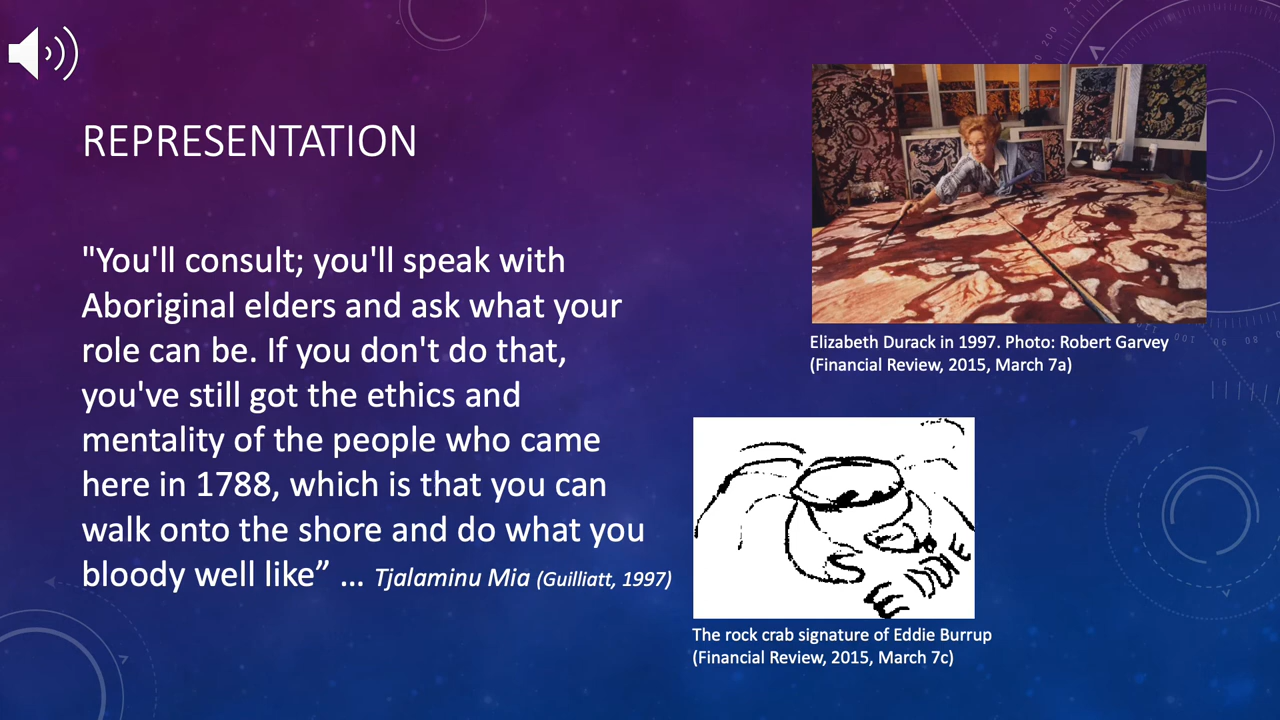 REPRESENTATION
"You'll consult; you'll speak with
Aboriginal elders and ask what your
role can be. If you don't do that,
you've still got the ethics and
mentality of the people who came
here in 1788, which is that you can
walk onto the shore and do what you
bloody well like” ... Tjalaminu Mia (Guilliatt, 1997)
Elizabeth Durack in 1997. Photo: Robert Garvey
(Financial Review, 2015, March 7a)
EDDIE
The rock crab signature of Eddie Burrup
(Financial Review, 2015, March 7c)